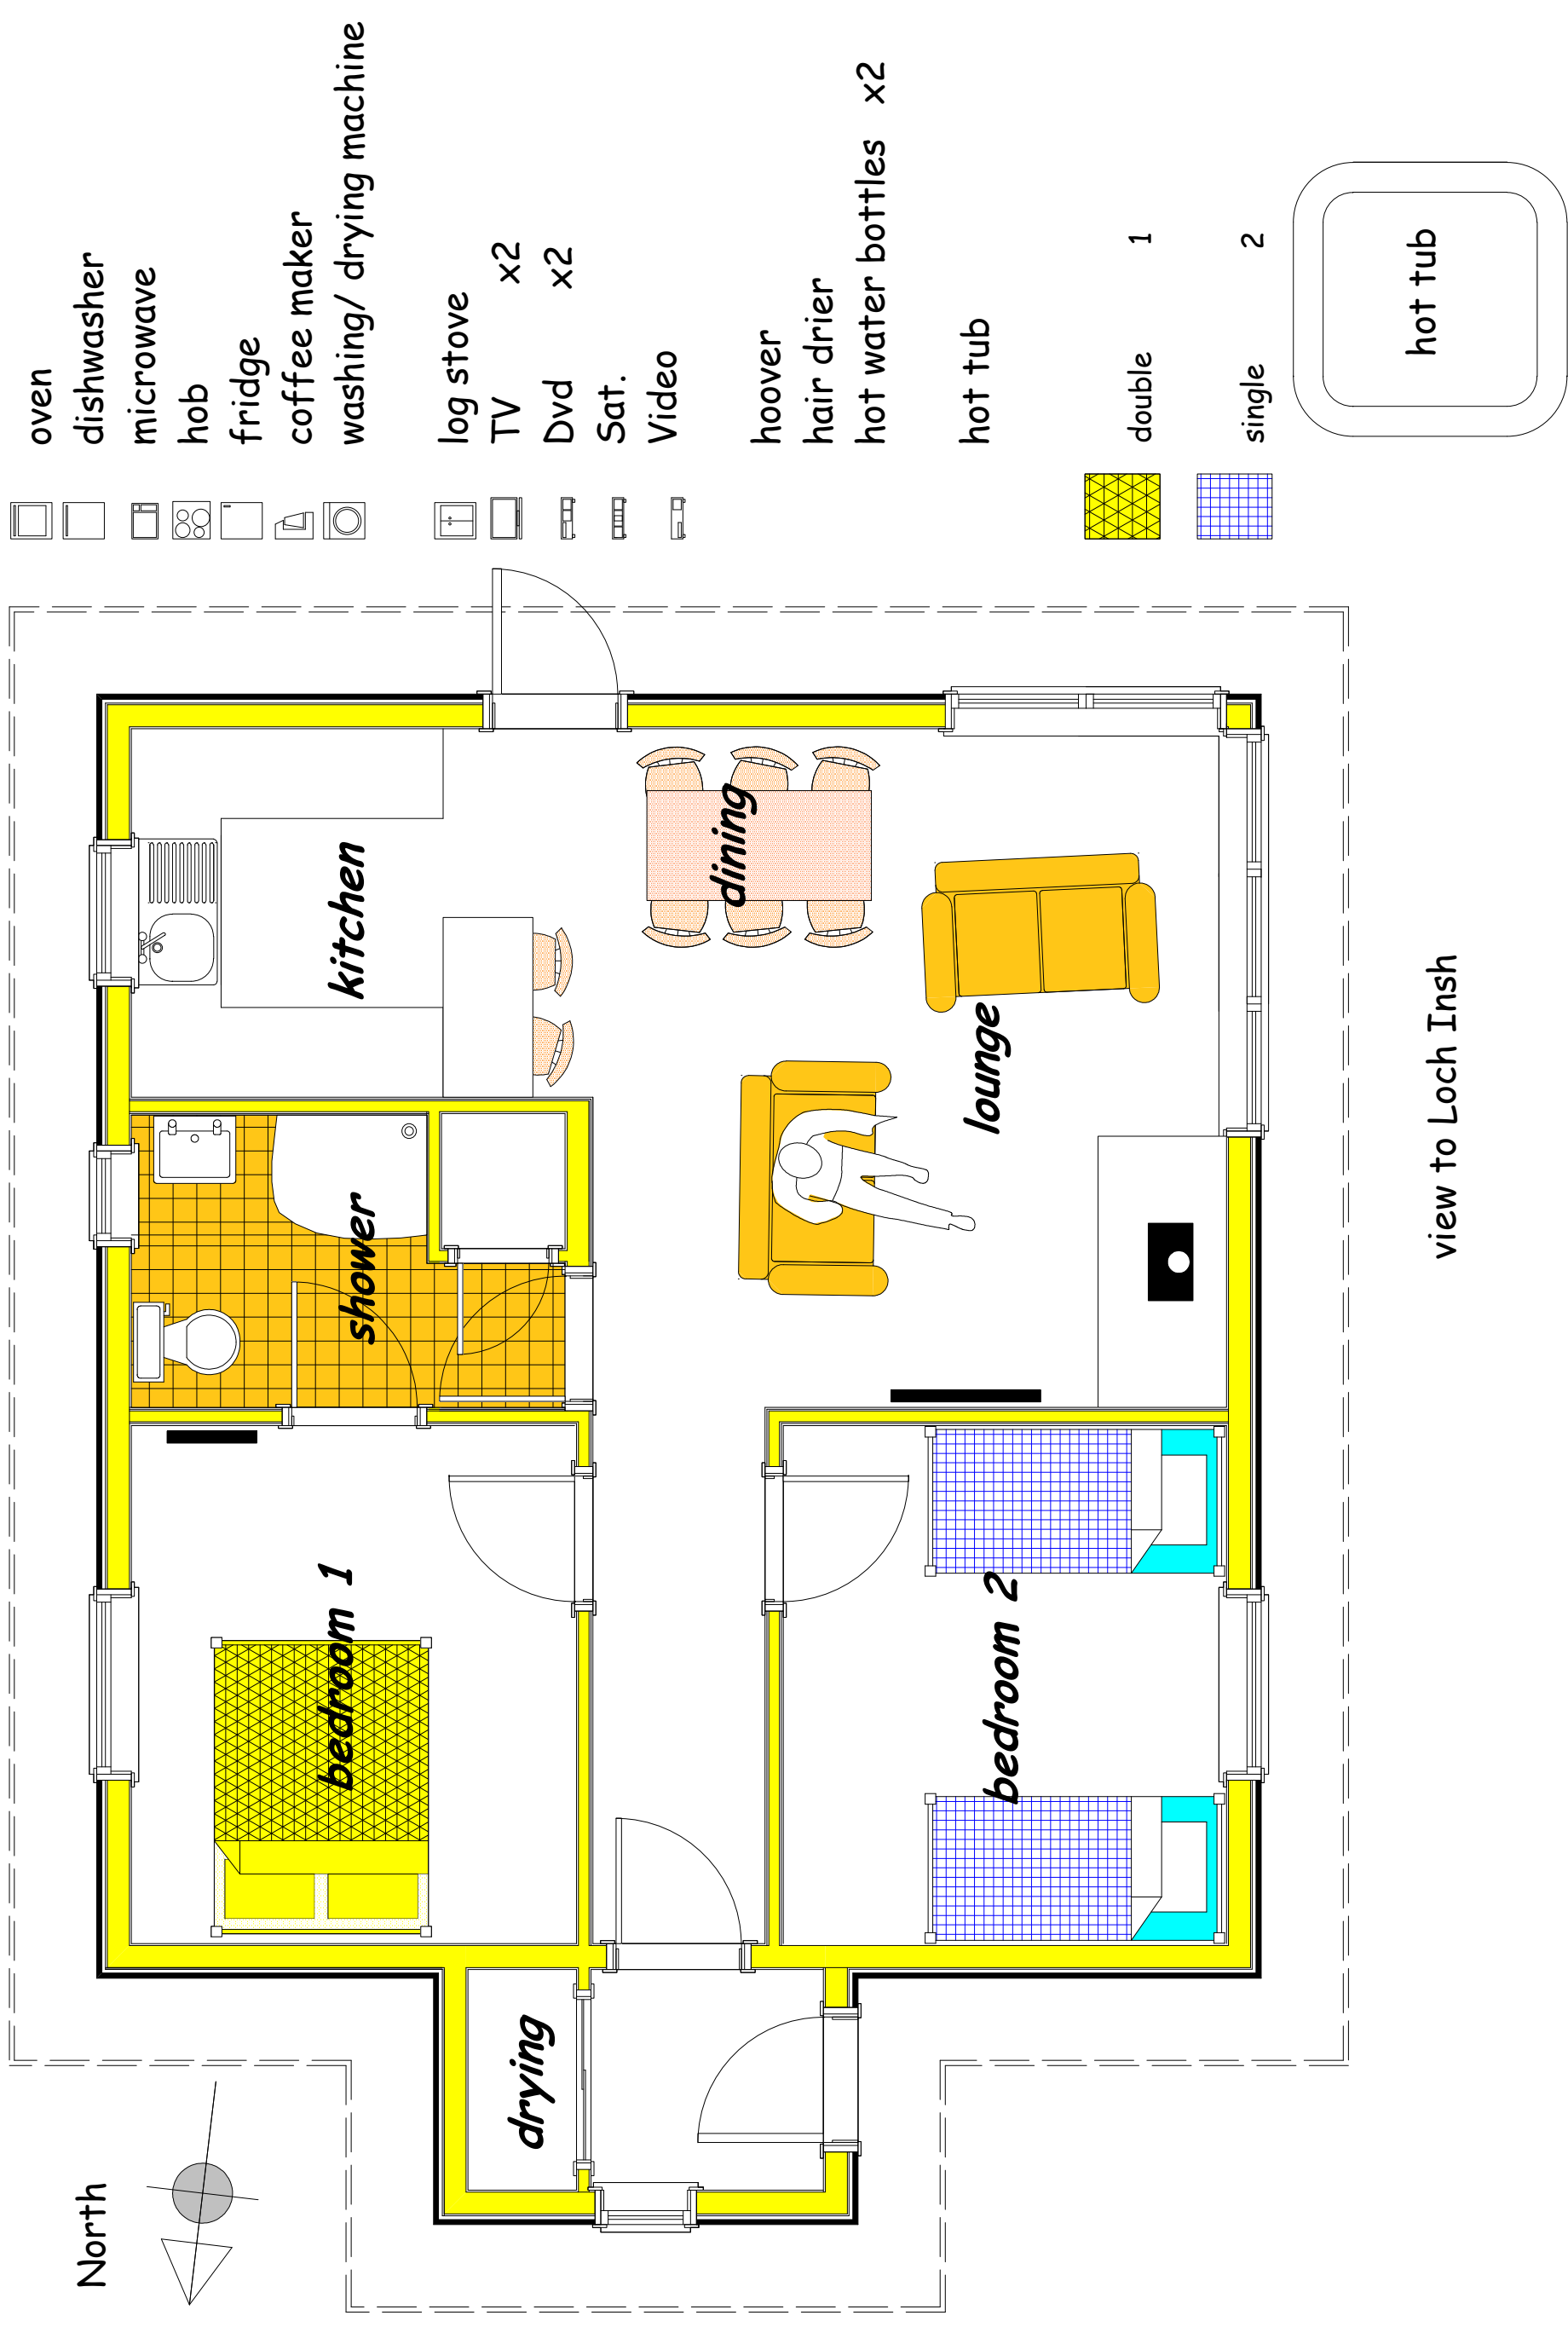 oven
dishwasher
microwave
hob
fridge
coffee maker
washing/ drying machine
log stove
TV x2
Dvd x2
Sat.
Video
hoover
hair drier
hot water bottles x2
hot tub
double 1
single 2
hot tub
kitchen
dining
lounge
shower
bedroom 1
bedroom 2
drying
view to Loch Insh
North